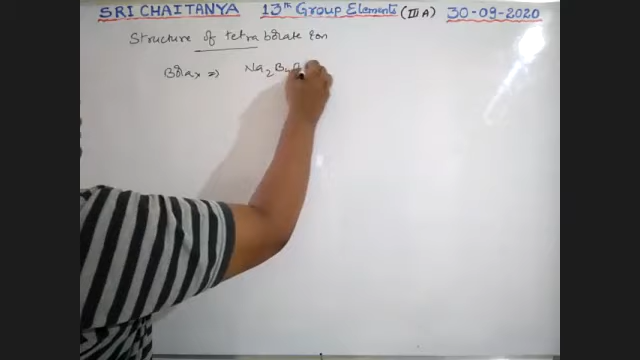 SRI CHAITANYA 13th Group Elements (III A) 30-09-2020
Structure of tetra borate Ion
Borax ⇒ Na2B4